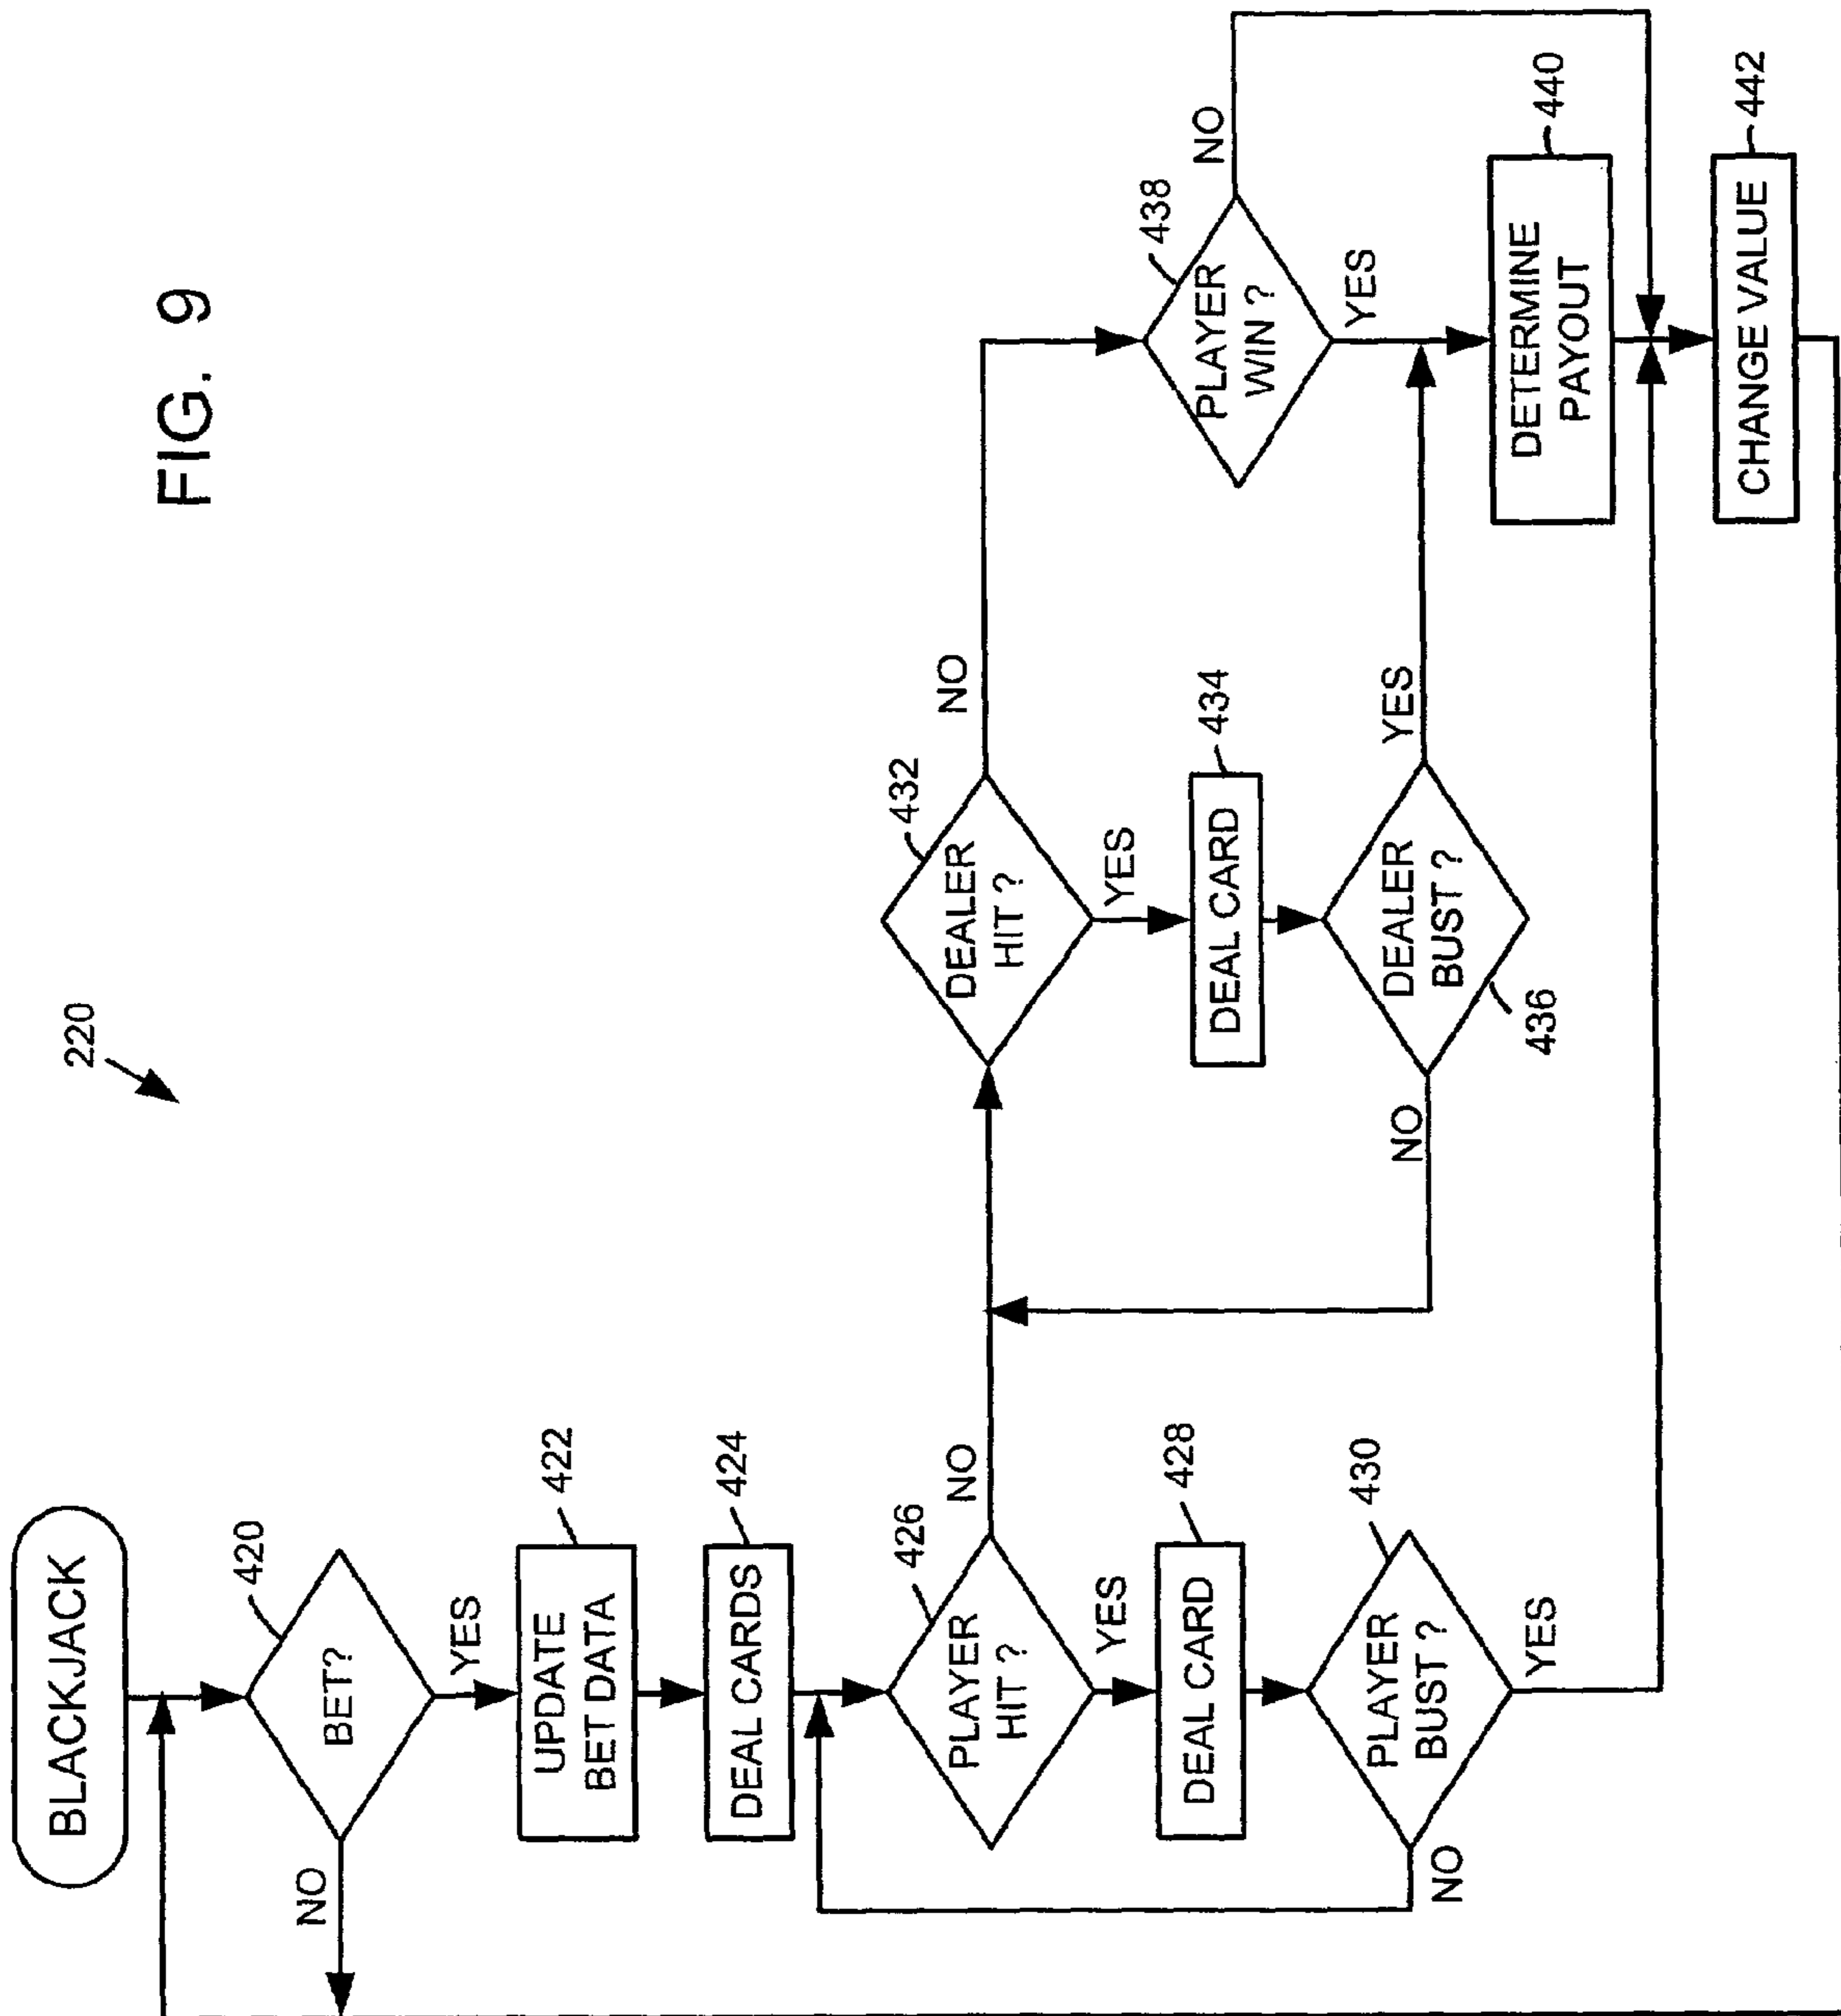 FIG. 9
220
BLACKJACK
BET?
420
NO
YES
UPDATE
BET DATA
422
DEAL CARDS
424
PLAYER
HIT ?
426
NO
YES
DEAL CARD
428
PLAYER
BUST ?
430
NO
YES
DEALER
HIT ?
432
NO
YES
DEAL CARD
434
DEALER
BUST ?
436
NO
YES
PLAYER
WIN ?
438
NO
YES
DETERMINE
PAYOUT
440
CHANGE VALUE
442